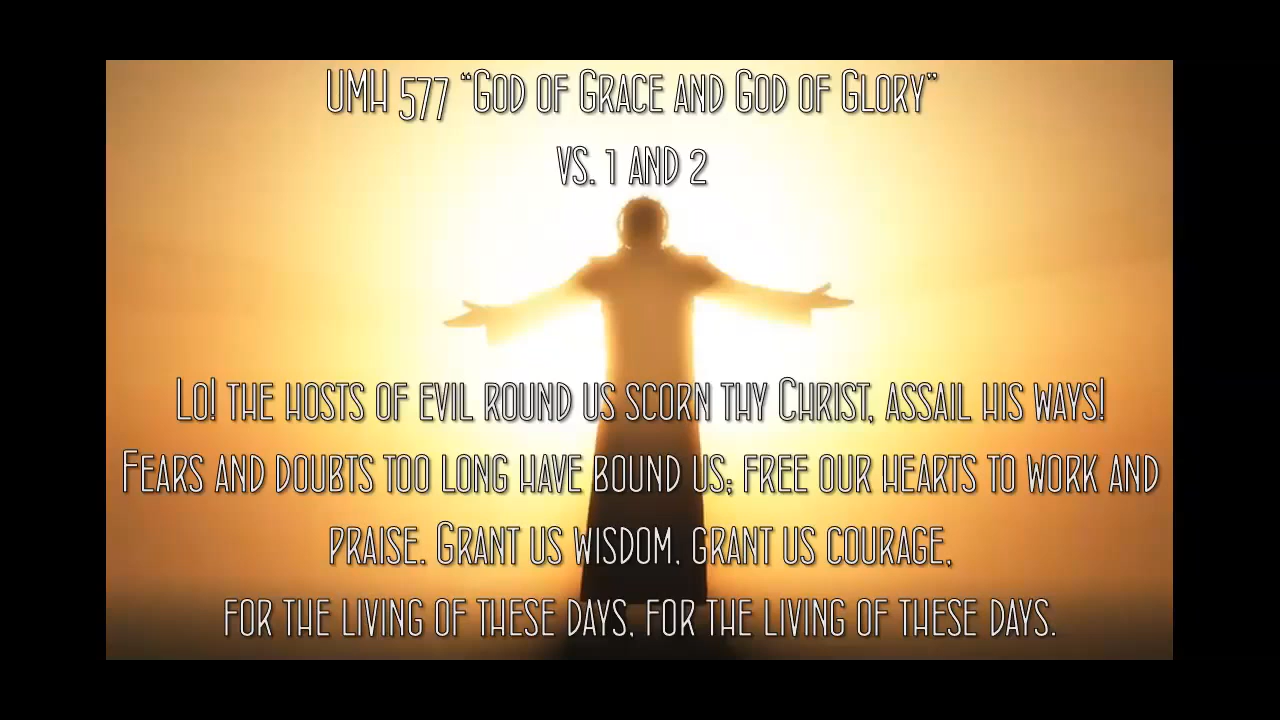 UMH 577 “God of Grace and God of Glory”
vs. 1 and 2
Lo! the hosts of evil round us scorn thy Christ, assail his ways!
Fears and doubts too long have bound us; free our hearts to work and
praise. Grant us wisdom, grant us courage,
for the living of these days, for the living of these days.